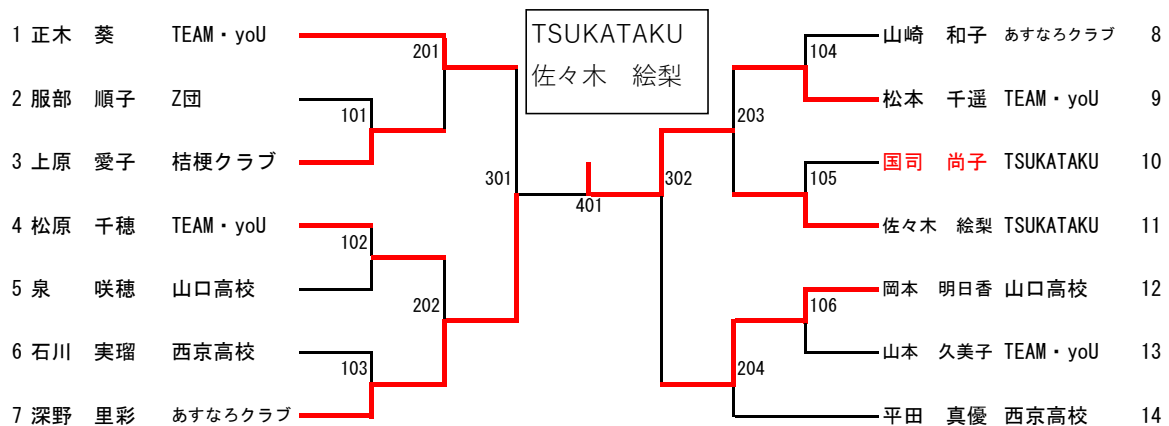 TSUKATAKU
佐々木　絵梨
1 正木　葵　TEAM・yoU
2 服部　順子　Z団
3 上原　愛子　桔梗クラブ
4 松原　千穂　TEAM・yoU
5 泉　咲穂　山口高校
6 石川　実瑠　西京高校
7 深野　里彩　あすなろクラブ
201
101
301
102
202
103
401
302
104
203
105
106
204
山崎　和子　あすなろクラブ　8
松本　千遥　TEAM・yoU　9
国司　尚子　TSUKATAKU　10
佐々木　絵梨　TSUKATAKU　11
岡本　明日香　山口高校　12
山本　久美子　TEAM・yoU　13
平田　真優　西京高校　14